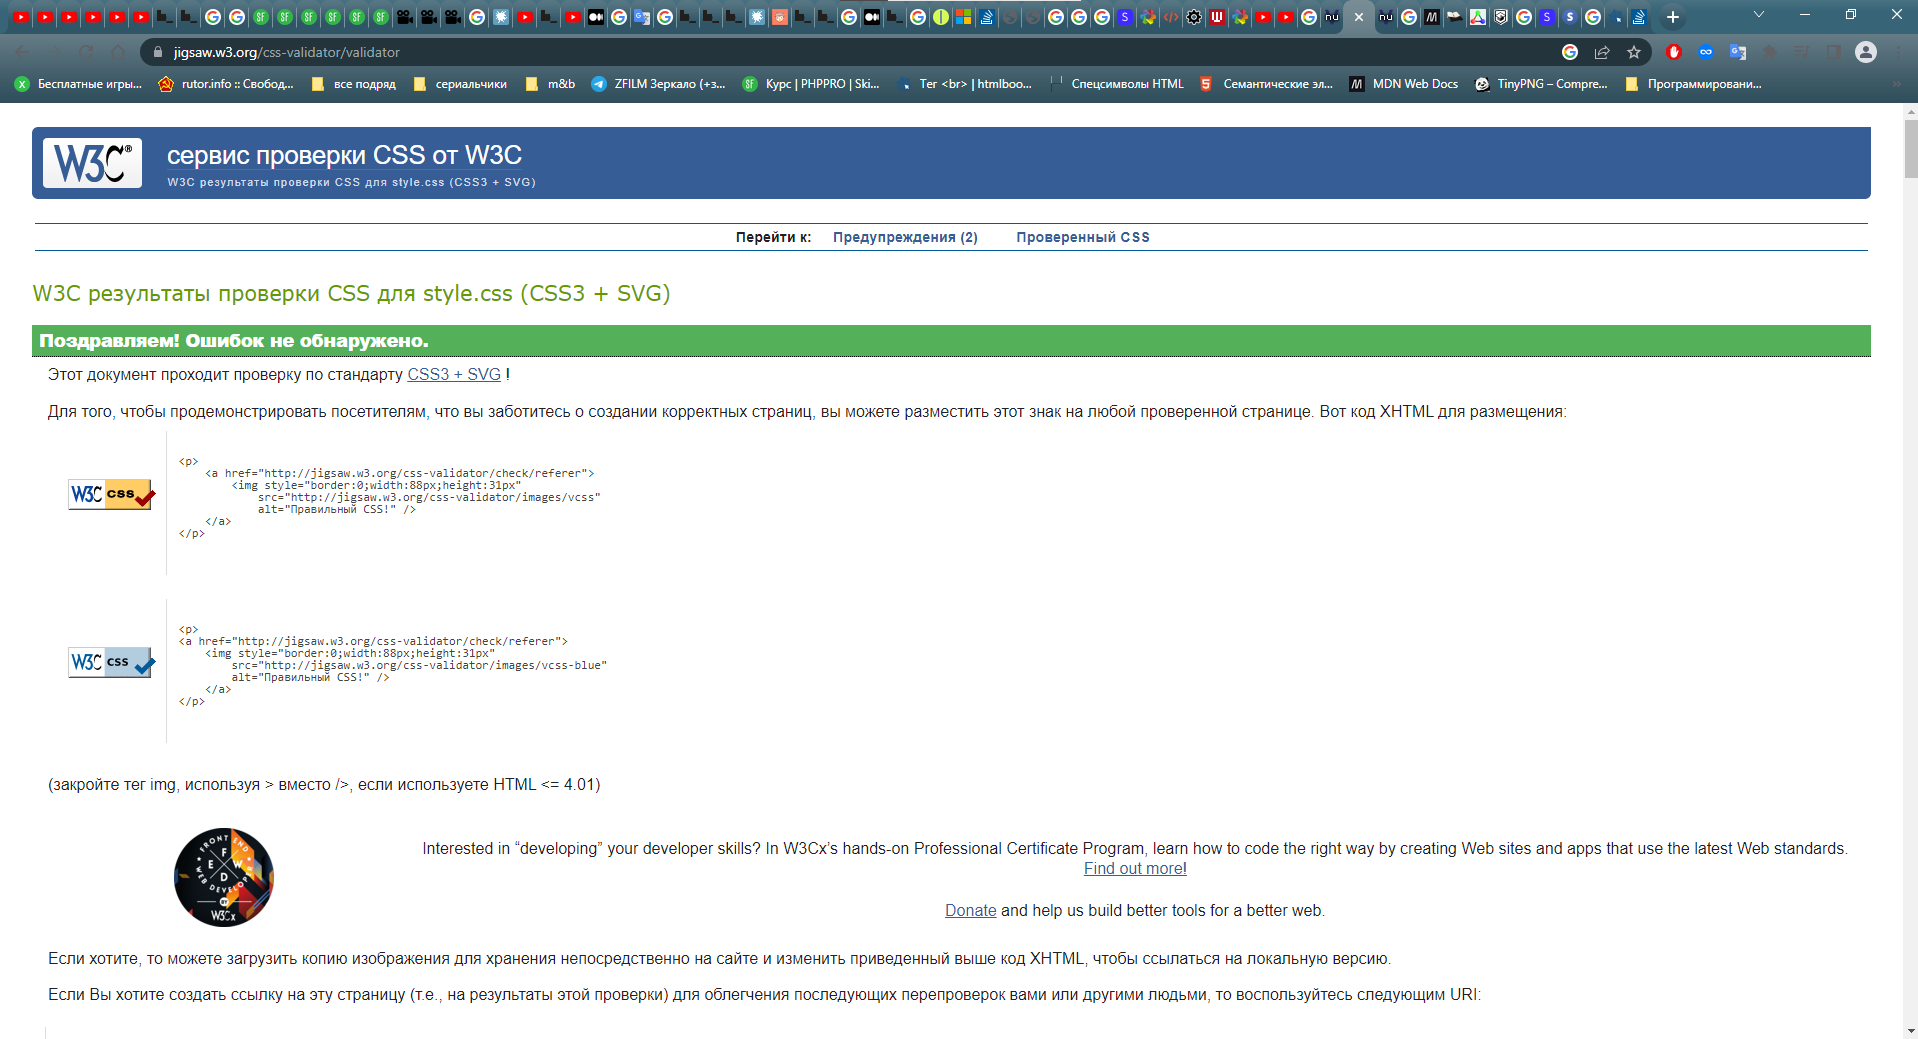 jigsaw.w3.org/css-validator/validator
Бесплатные игры...
rutor.info :: Свобод...
все подряд
сериальчики
m&b
ZFILM Зеркало (+з...
Курс | PHPPRO | Ski...
Тег <br> | htmlboo...
Спецсимволы HTML
Семантические эл...
MDN Web Docs
TinyPNG – Compre...
Программировани...
W3C®
сервис проверки CSS от W3C
W3C результаты проверки CSS для style.css (CSS3 + SVG)
Перейти к: Предупреждения (2) Проверенный CSS
W3C результаты проверки CSS для style.css (CSS3 + SVG)
Поздравляем! Ошибок не обнаружено.
Этот документ проходит проверку по стандарту CSS3 + SVG !
Для того, чтобы продемонстрировать посетителям, что вы заботитесь о создании корректных страниц, вы можете разместить этот знак на любой проверенной странице. Вот код XHTML для размещения:
W3C css
<p>
<a href="http://jigsaw.w3.org/css-validator/check/referer">
<img style="border:0;width:88px;height:31px"
src="http://jigsaw.w3.org/css-validator/images/vcss"
alt="Правильный CSS!" />
</a>
</p>
W3C css
<p>
<a href="http://jigsaw.w3.org/css-validator/check/referer">
<img style="border:0;width:88px;height:31px"
src="http://jigsaw.w3.org/css-validator/images/vcss-blue"
alt="Правильный CSS!" />
</a>
</p>
(закройте тег img, используя > вместо />, если используете HTML <= 4.01)
FRONT END
WEB DEVELOPER
F
E W
D
W3Cx
Interested in “developing” your developer skills? In W3Cx’s hands-on Professional Certificate Program, learn how to code the right way by creating Web sites and apps that use the latest Web standards.
Find out more!
Donate and help us build better tools for a better web.
Если хотите, то можете загрузить копию изображения для хранения непосредственно на сайте и изменить приведенный выше код XHTML, чтобы ссылаться на локальную версию.
Если Вы хотите создать ссылку на эту страницу (т.е., на результаты этой проверки) для облегчения последующих перепроверок вами или другими людьми, то воспользуйтесь следующим URI: